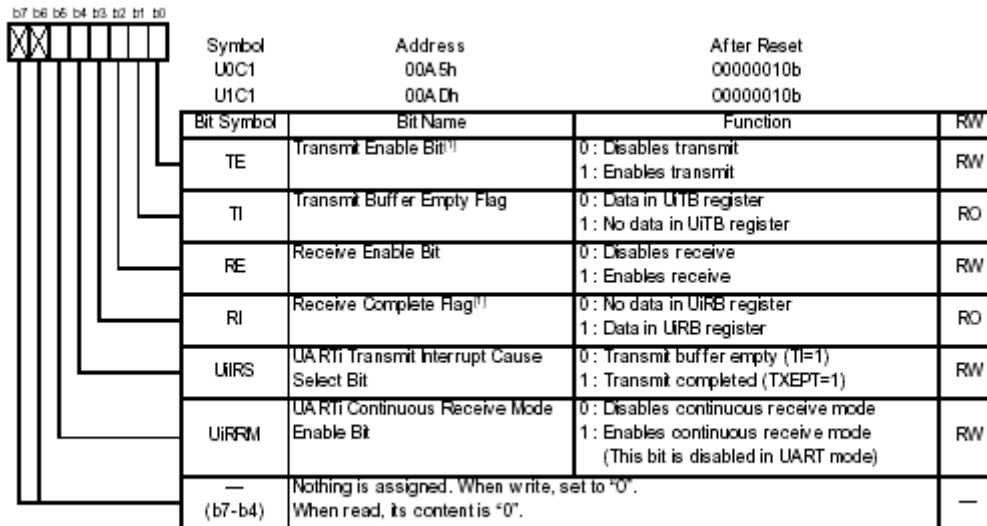 b7 b6 b5 b4 b3 b2 b1 b0
Symbol Address After Reset
U0C1 00A5h 00000010b
U1C1 00ADh 00000010b
Bit Symbol Bit Name Function RW
TE Transmit Enable Bit(1) 0 : Disables transmit RW
1 : Enables transmit
TI Transmit Buffer Empty Flag 0 : Data in UiTB register RO
1 : No data in UiTB register
RE Receive Enable Bit 0 : Disables receive RW
1 : Enables receive
RI Receive Complete Flag(1) 0 : No data in UiRB register RO
1 : Data in UiRB register
UiIRS UARTi Transmit Interrupt Cause 0 : Transmit buffer empty (TI=1) RW
Select Bit 1 : Transmit completed (TXEPT=1)
UiRRM UARTi Continuous Receive Mode 0 : Disables continuous receive mode RW
Enable Bit 1 : Enables continuous receive mode
(This bit is disabled in UART mode)
— Nothing is assigned. When write, set to “0”. —
(b7-b4) When read, its content is “0”.